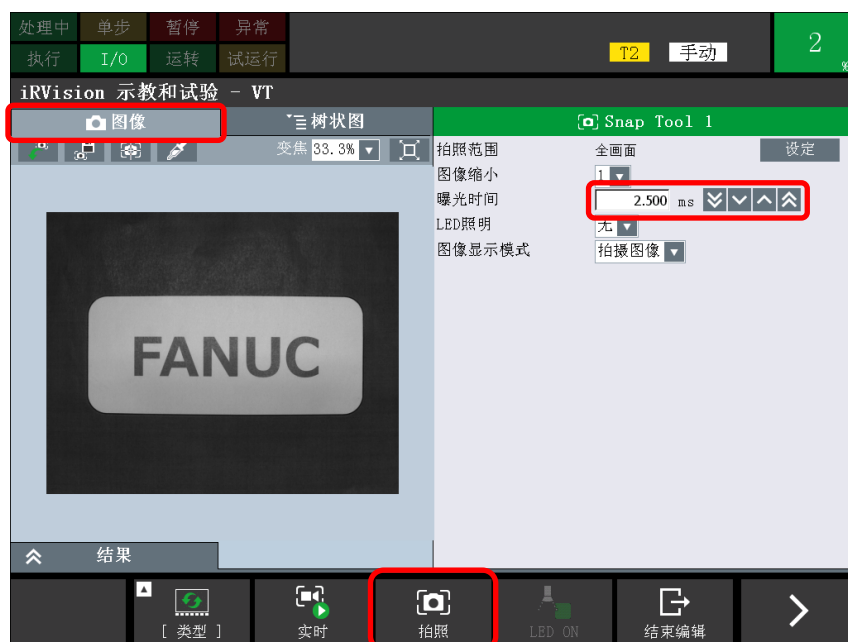 处理中 单步 暂停 异常
执行 I/O 运转 试运行
T2 手动
2 %
iRVision 示教和试验 - VT
图像 树状图
Snap Tool 1
变焦 33.3%
拍照范围 全画面 设定
图像缩小 1
曝光时间 2.500 ms
LED照明 无
图像显示模式 拍摄图像
FANUC
结果
[ 类型 ] 实时 拍照 LED ON 结束编辑